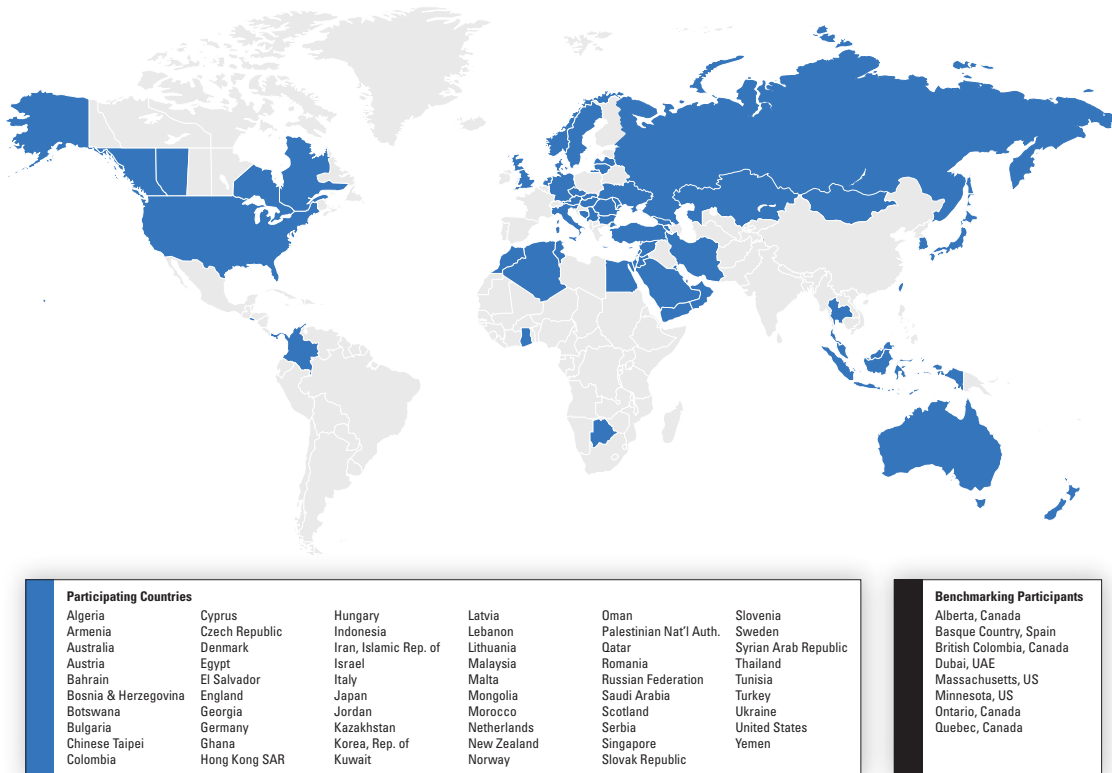 Participating Countries
Algeria
Armenia
Australia
Austria
Bahrain
Bosnia & Herzegovina
Botswana
Bulgaria
Chinese Taipei
Colombia
Cyprus
Czech Republic
Denmark
Egypt
El Salvador
England
Georgia
Germany
Ghana
Hong Kong SAR
Hungary
Indonesia
Iran, Islamic Rep. of
Israel
Italy
Japan
Jordan
Kazakhstan
Korea, Rep. of
Kuwait
Latvia
Lebanon
Lithuania
Malaysia
Malta
Mongolia
Morocco
Netherlands
New Zealand
Norway
Oman
Palestinian Nat'l Auth.
Qatar
Romania
Russian Federation
Saudi Arabia
Scotland
Serbia
Singapore
Slovak Republic
Slovenia
Sweden
Syrian Arab Republic
Thailand
Tunisia
Turkey
Ukraine
United States
Yemen
Benchmarking Participants
Alberta, Canada
Basque Country, Spain
British Colombia, Canada
Dubai, UAE
Massachusetts, US
Minnesota, US
Ontario, Canada
Quebec, Canada